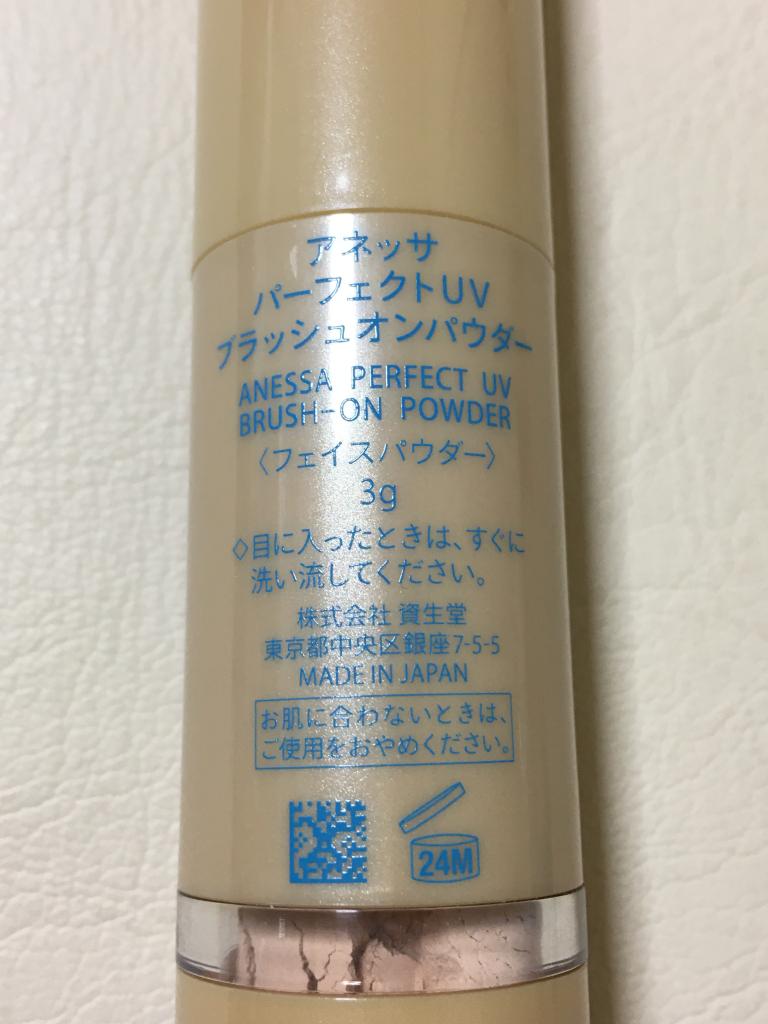 アネッサ
パーフェクトUV
ブラッシュオンパウダー
ANESSA PERFECT UV
BRUSH-ON POWDER
〈フェイスパウダー〉
3g
◇目に入ったときは、すぐに
洗い流してください。
株式会社 資生堂
東京都中央区銀座7-5-5
MADE IN JAPAN
お肌に合わないときは、
ご使用をおやめください。
24M